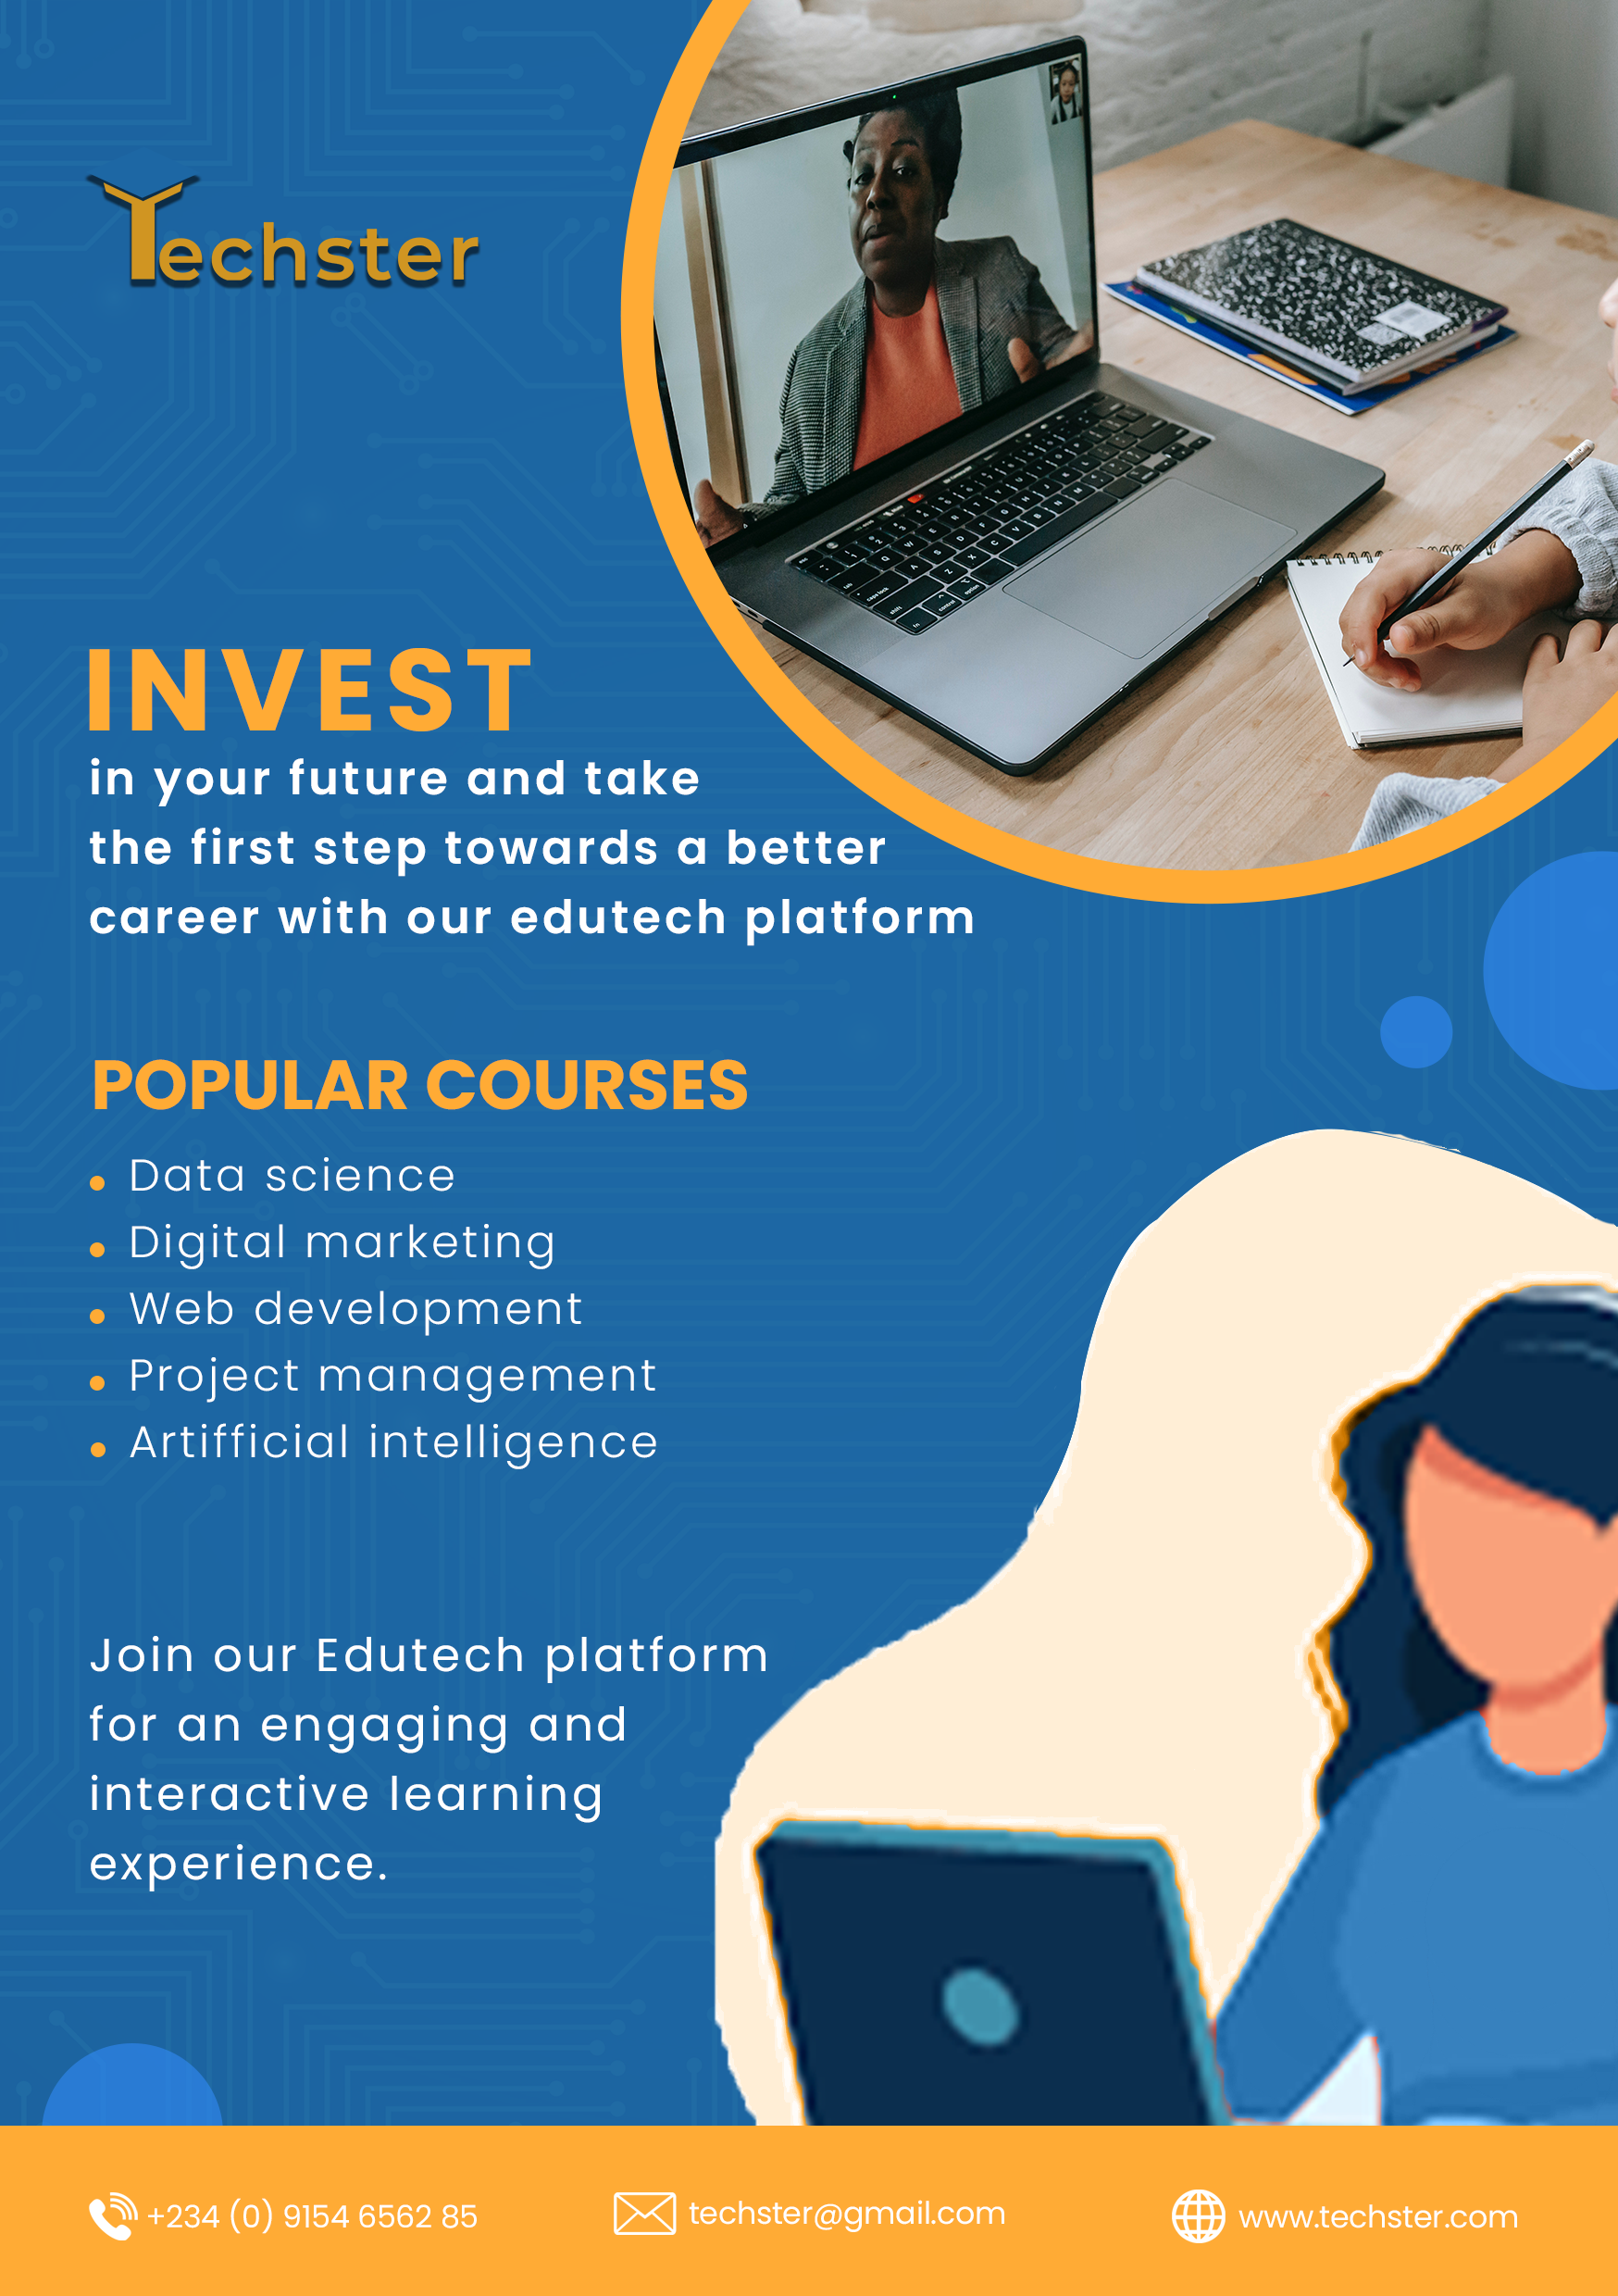 Techster
INVEST
in your future and take
the first step towards a better
career with our edutech platform
POPULAR COURSES
• Data science
• Digital marketing
• Web development
• Project management
• Artifficial intelligence
Join our Edutech platform
for an engaging and
interactive learning
experience.
+234 (0) 9154 6562 85
techster@gmail.com
www.techster.com